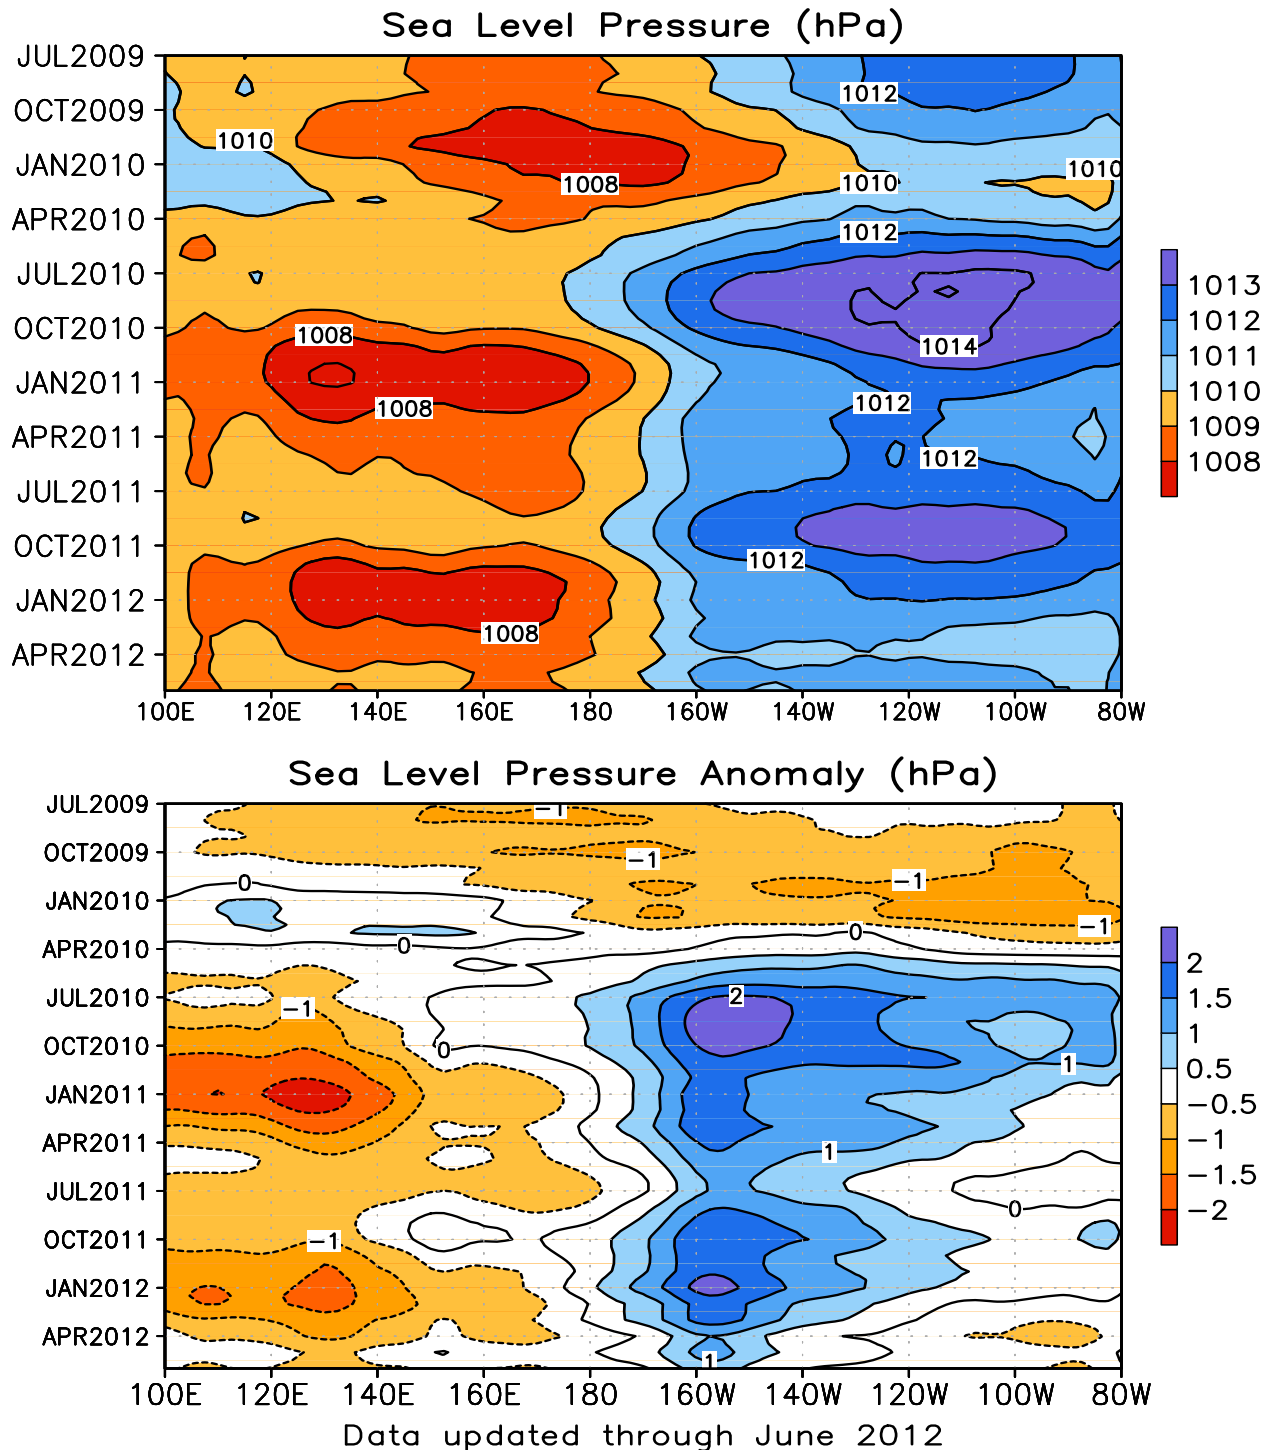 Sea Level Pressure (hPa)
JUL2009
OCT2009
JAN2010
APR2010
JUL2010
OCT2010
JAN2011
APR2011
JUL2011
OCT2011
JAN2012
APR2012
1012
1010
1010
1008
1010
1012
1008
1014
1008
1012
1012
1012
1008
100E 120E 140E 160E 180 160W 140W 120W 100W 80W
1013
1012
1011
1010
1009
1008
Sea Level Pressure Anomaly (hPa)
JUL2009
OCT2009
JAN2010
APR2010
JUL2010
OCT2010
JAN2011
APR2011
JUL2011
OCT2011
JAN2012
APR2012
-1
-1
0
-1
-1
0
0
2
-1
0
1
1
0
-1
1
100E 120E 140E 160E 180 160W 140W 120W 100W 80W
2
1.5
1
0.5
-0.5
-1
-1.5
-2
Data updated through June 2012